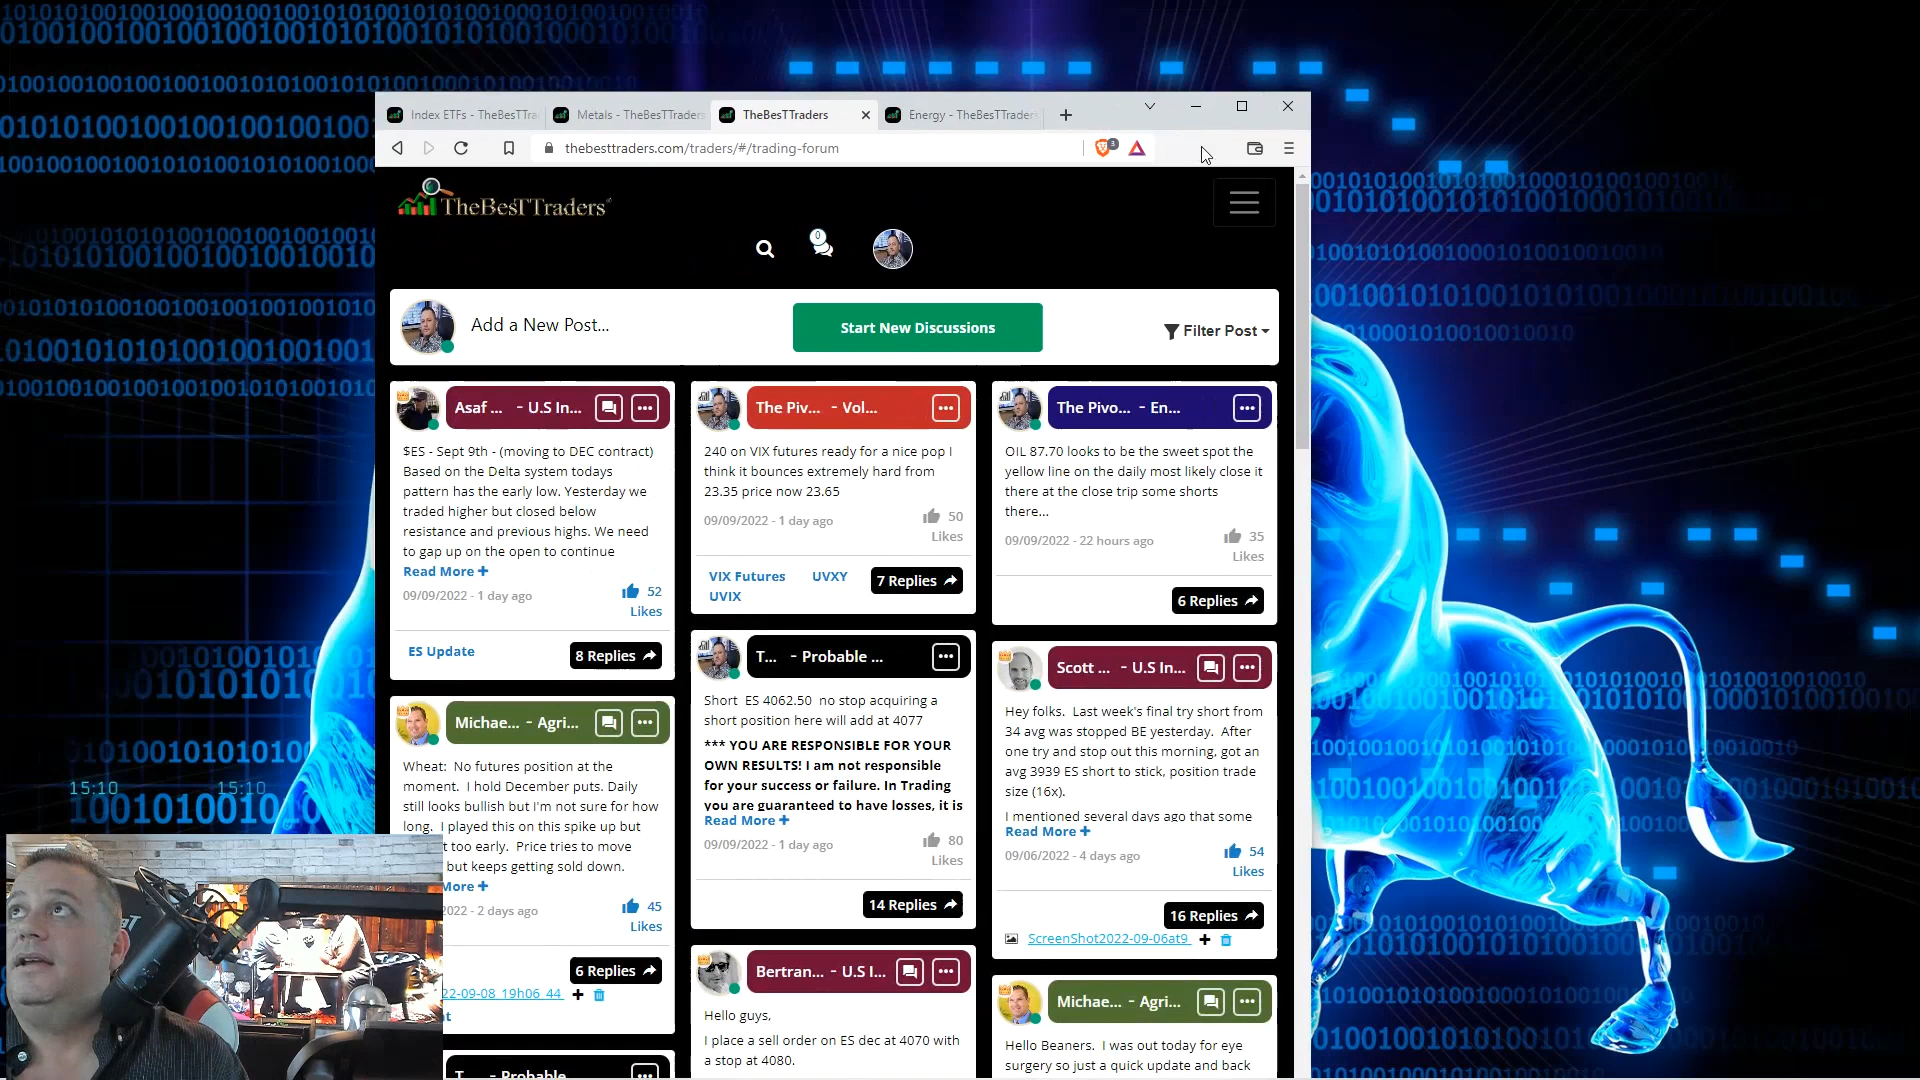 Index ETFs - TheBesTTra
Metals - TheBesTTraders
TheBesTTraders
Energy - TheBesTTraders
thebesttraders.com/traders/#/trading-forum
3
TheBesTTraders
0
Add a New Post...
Start New Discussions
Filter Post
Asaf ... - U.S In...
$ES - Sept 9th - (moving to DEC contract)
Based on the Delta system todays
pattern has the early low. Yesterday we
traded higher but closed below
resistance and previous highs. We need
to gap up on the open to continue
Read More +
09/09/2022 - 1 day ago
52
Likes
ES Update
8 Replies
Michae... - Agri...
Wheat: No futures position at the
moment. I hold December puts. Daily
still looks bullish but I'm not sure for how
long. I played this on this spike up but
t too early. Price tries to move
but keeps getting sold down.
More +
2022 - 2 days ago
45
Likes
6 Replies
22-09-08_19h06_44
T... - Probable
The Piv... - Vol...
240 on VIX futures ready for a nice pop I
think it bounces extremely hard from
23.35 price now 23.65
09/09/2022 - 1 day ago
50
Likes
VIX Futures UVXY
UVIX
7 Replies
T... - Probable ...
Short ES 4062.50 no stop acquiring a
short position here will add at 4077
*** YOU ARE RESPONSIBLE FOR YOUR
OWN RESULTS! I am not responsible
for your success or failure. In Trading
you are guaranteed to have losses, it is
Read More +
09/09/2022 - 1 day ago
80
Likes
14 Replies
Bertran... - U.S I...
Hello guys,
I place a sell order on ES dec at 4070 with
a stop at 4080.
The Pivo... - En...
OIL 87.70 looks to be the sweet spot the
yellow line on the daily most likely close it
there at the close trip some shorts
there...
09/09/2022 - 22 hours ago
35
Likes
6 Replies
Scott ... - U.S In...
Hey folks. Last week's final try short from
34 avg was stopped BE yesterday. After
one try and stop out this morning, got an
avg 3939 ES short to stick, position trade
size (16x).
I mentioned several days ago that some
Read More +
09/06/2022 - 4 days ago
54
Likes
16 Replies
ScreenShot2022-09-06at9
Michae... - Agri...
Hello Beaners. I was out today for eye
surgery so just a quick update and back
15:10
15:10